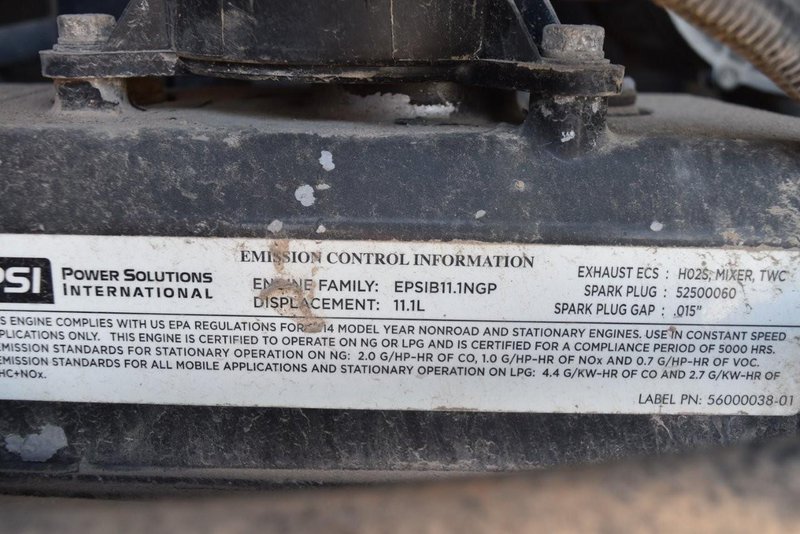 EMISSION CONTROL INFORMATION
PSI POWER SOLUTIONS INTERNATIONAL
ENGINE FAMILY: EPSIB11.1NGP
DISPLACEMENT: 11.1L
EXHAUST ECS : HO2S, MIXER, TWC
SPARK PLUG : 52500060
SPARK PLUG GAP : .015"
S ENGINE COMPLIES WITH US EPA REGULATIONS FOR 14 MODEL YEAR NONROAD AND STATIONARY ENGINES. USE IN CONSTANT SPEED
PLICATIONS ONLY. THIS ENGINE IS CERTIFIED TO OPERATE ON NG OR LPG AND IS CERTIFIED FOR A COMPLIANCE PERIOD OF 5000 HRS.
MISSION STANDARDS FOR STATIONARY OPERATION ON NG: 2.0 G/HP-HR OF CO, 1.0 G/HP-HR OF NOx AND 0.7 G/HP-HR OF VOC.
MISSION STANDARDS FOR ALL MOBILE APPLICATIONS AND STATIONARY OPERATION ON LPG: 4.4 G/KW-HR OF CO AND 2.7 G/KW-HR OF
HC+NOx.
LABEL PN: 56000038-01